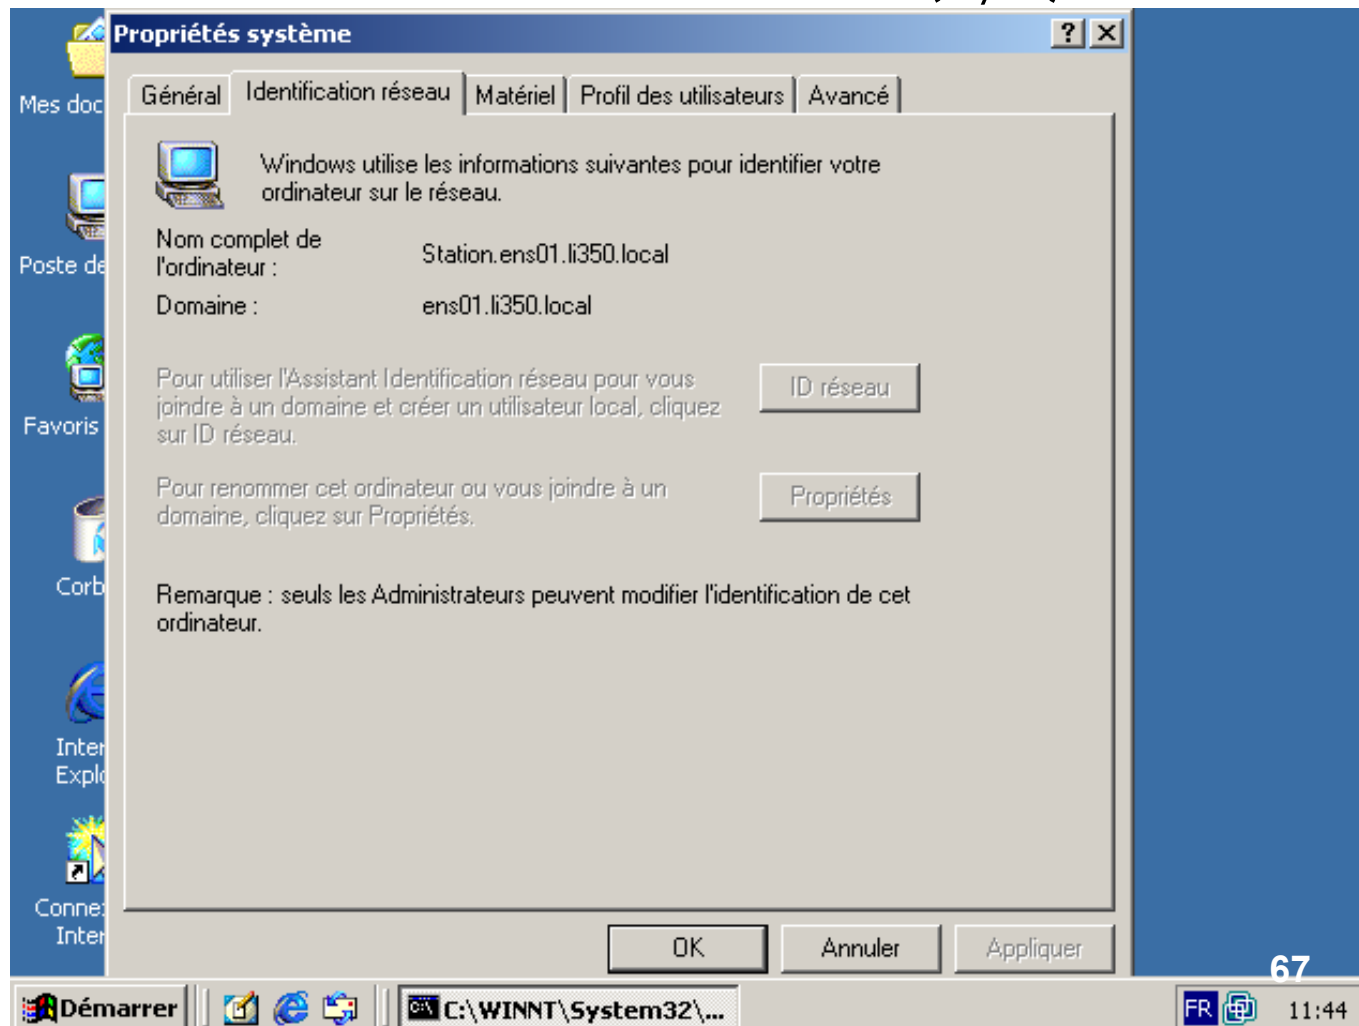 Propriétés système
Général
Identification réseau
Matériel
Profil des utilisateurs
Avancé
Windows utilise les informations suivantes pour identifier votre
ordinateur sur le réseau.
Nom complet de
l'ordinateur :
Station.ens01.li350.local
Domaine :
ens01.li350.local
Pour utiliser l'Assistant Identification réseau pour vous
joindre à un domaine et créer un utilisateur local, cliquez
sur ID réseau.
ID réseau
Pour renommer cet ordinateur ou vous joindre à un
domaine, cliquez sur Propriétés.
Propriétés
Remarque : seuls les Administrateurs peuvent modifier l'identification de cet
ordinateur.
OK
Annuler
Appliquer
Mes doc
Poste de
Favoris
Corb
Inter
Explo
Conne
Inter
67
Démarrer
C:\WINNT\System32\...
FR
11:44